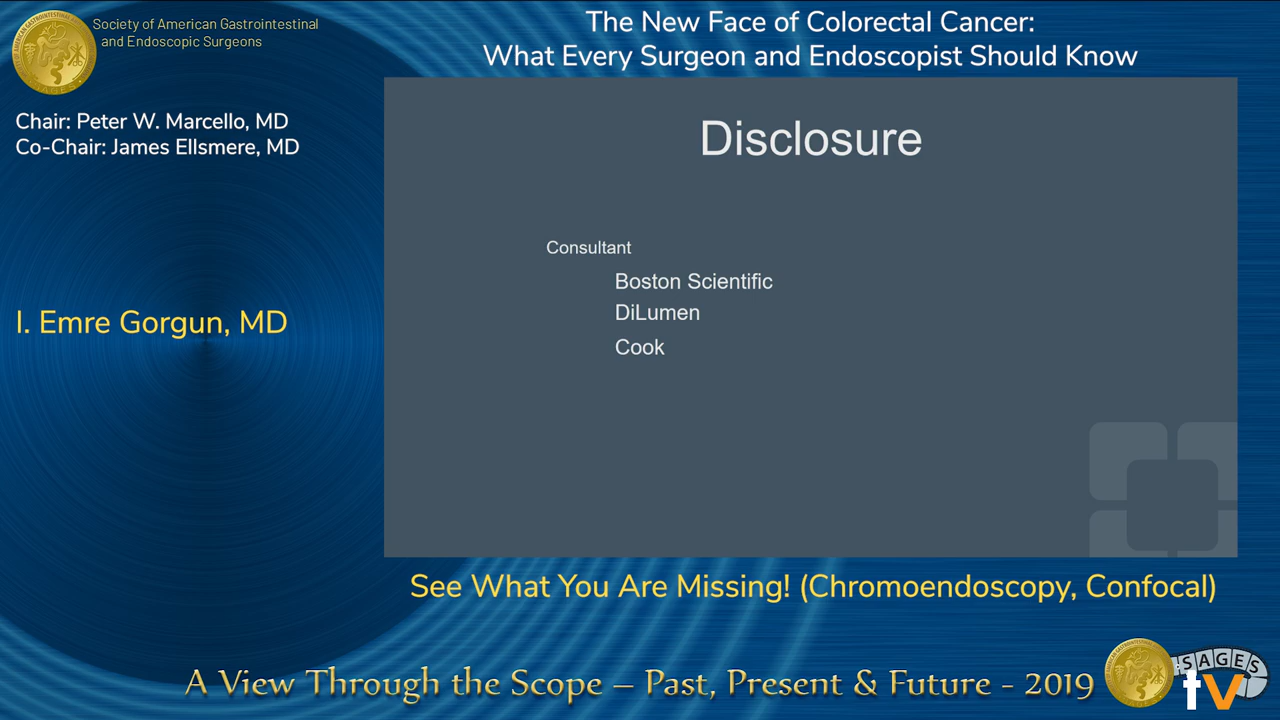 Society of American Gastrointestinal
and Endoscopic Surgeons
The New Face of Colorectal Cancer:
What Every Surgeon and Endoscopist Should Know
Chair: Peter W. Marcello, MD
Co-Chair: James Ellsmere, MD
I. Emre Gorgun, MD
Disclosure
Consultant
Boston Scientific
DiLumen
Cook
See What You Are Missing! (Chromoendoscopy, Confocal)
A View Through the Scope – Past, Present & Future - 2019
SAGES
tv